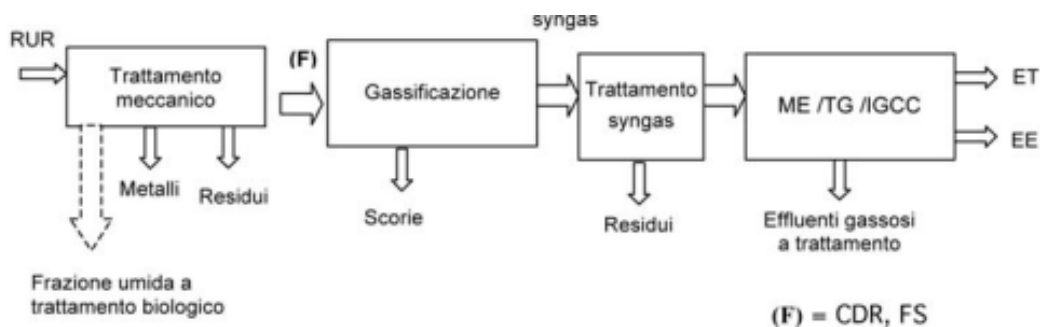 syngas
RUR
(F)
Trattamento
meccanico
Gassificazione
Trattamento
syngas
ME /TG /IGCC
ET
EE
Metalli
Residui
Scorie
Residui
Effluenti gassosi
a trattamento
Frazione umida a
trattamento biologico
(F) = CDR, FS